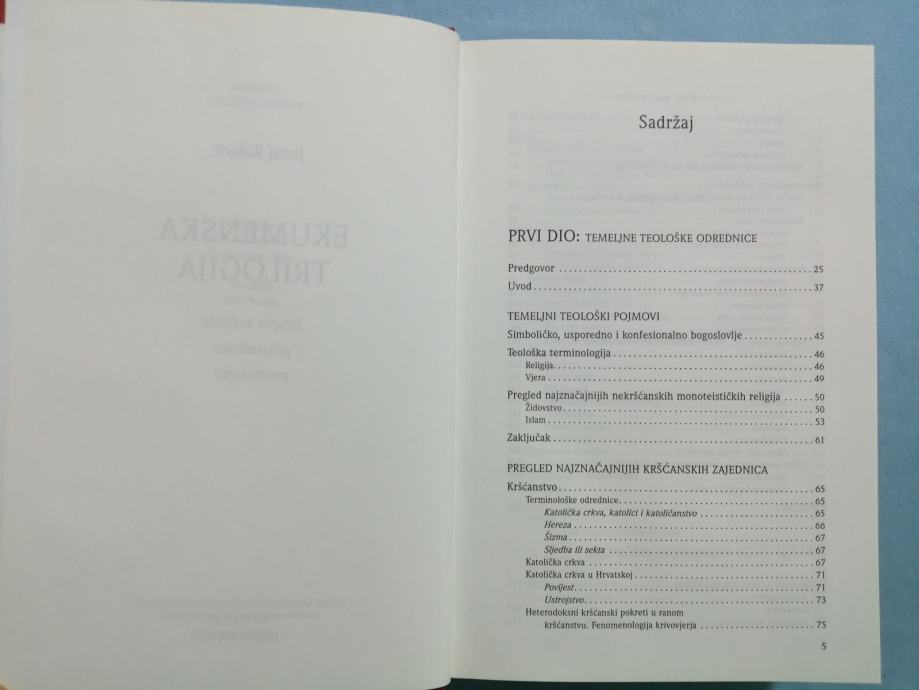 Sadržaj
PRVI DIO: TEMELJNE TEOLOŠKE ODREDNICE
Predgovor 25
Uvod 37
TEMELJNI TEOLOŠKI POJMOVI
Simboličko, usporedno i konfesionalno bogoslovlje 45
Teološka terminologija 46
Religija 46
Vjera 49
Pregled najznačajnijih nekršćanskih monoteističkih religija 50
Židovstvo 50
Islam 53
Zaključak 61
PREGLED NAJZNAČAJNIJIH KRŠĆANSKIH ZAJEDNICA
Kršćanstvo 65
Terminološke odrednice 65
Katolička crkva, katolici i katoličanstvo 65
Hereza 66
Šizma 67
Sljedba ili sekta 67
Katolička crkva 67
Katolička crkva u Hrvatskoj 71
Povijest 71
Ustrojstvo 73
Heterodoksni kršćanski pokreti u ranom
kršćanstvu. Fenomenologija krivovjerja 75
5
EKUMENSKA
TRILOGIJA